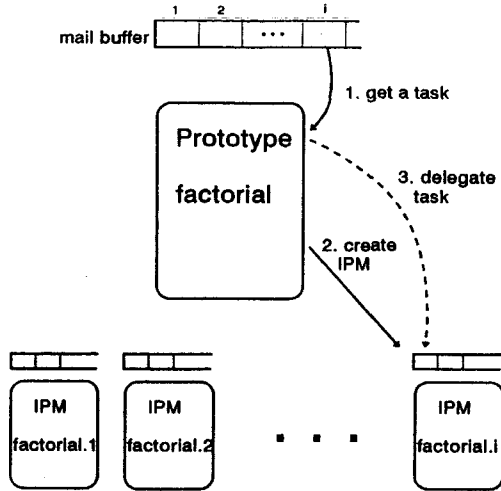 1 2 i
mail buffer
• • •
1. get a task
Prototype
factorial
3. delegate
task
2. create
IPM
IPM
factorial.1
IPM
factorial.2
. . .
IPM
factorial.i